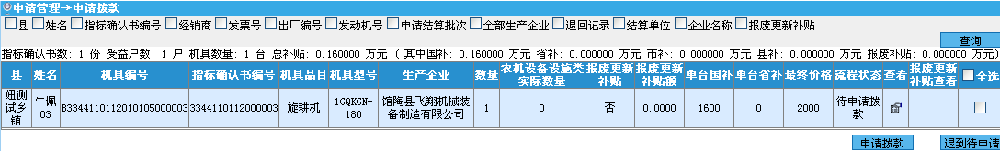 申请管理→申请拨款
县 姓名 指标确认书编号 经销商 发票号 出厂编号 发动机号 申请结算批次 全部生产企业 退回记录 结算单位 企业名称 报废更新补贴
查询
指标确认书数: 1 份 受益户数: 1 户 机具数量: 1 台 总补贴: 0.160000 万元 ( 其中国补: 0.160000 万元 省补: 0.000000 万元 市补: 0.000000 万元 县补: 0.000000 万元 报废补贴: 0.000000 万元)
县 姓名 机具编号 指标确认书编号 机具品目 机具型号 生产企业 数量 农机设备设施类实际数量 报废更新补贴 报废更新补贴额 单台国补 单台省补 最终价格 流程状态 查看 报废更新补贴查看 全选
测试乡镇 牛佩03 B33441101120101050000003 3344110112000003 旋耕机 1GQKGN-180 馆陶县飞翔机械装备制造有限公司 1 0 否 0.0000 1600 0 2000 待申请拨款
申请拨款 退到待申请